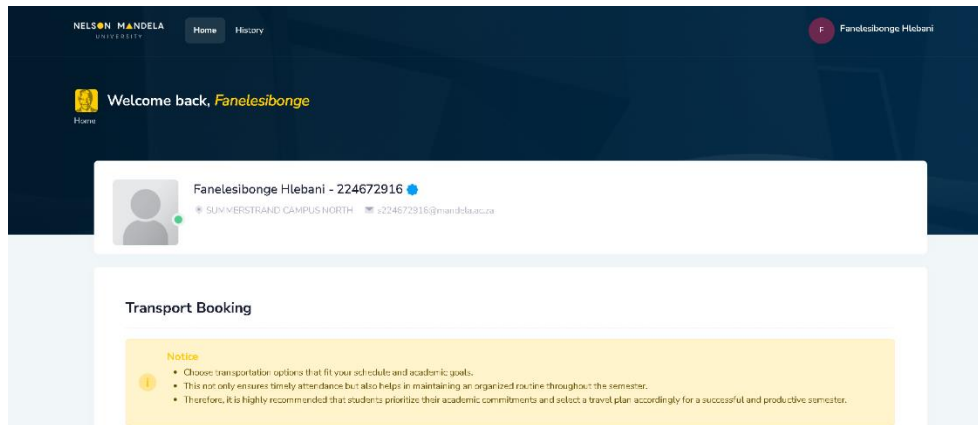 NELSON MANDELA
UNIVERSITY
Home History
F Fanelesibonge Hlebani
Welcome back, Fanelesibonge
Home
Fanelesibonge Hlebani - 224672916
SUMMERSTRAND CAMPUS NORTH s224672916@mandela.ac.za
Transport Booking
Notice
i
• Choose transportation options that fit your schedule and academic goals.
• This not only ensures timely attendance but also helps in maintaining an organized routine throughout the semester.
• Therefore, it is highly recommended that students prioritize their academic commitments and select a travel plan accordingly for a successful and productive semester.